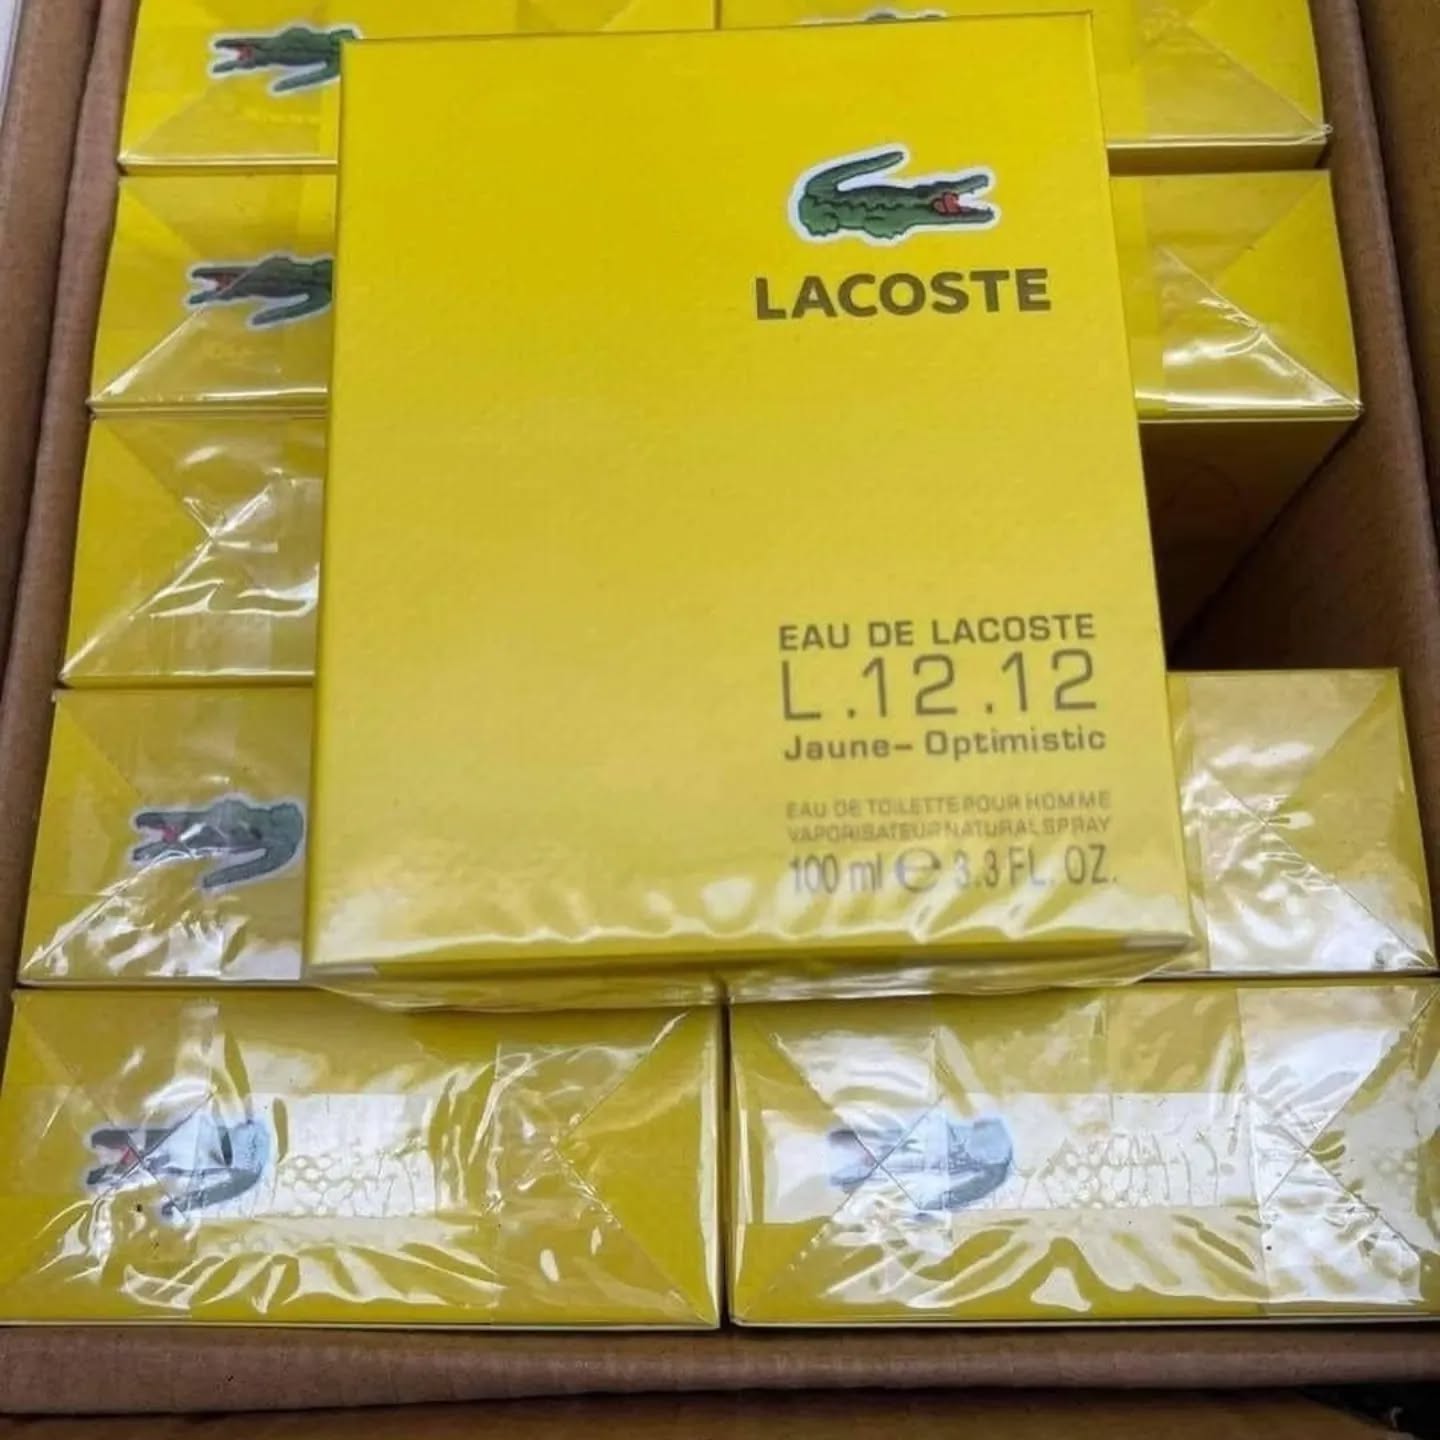 LACOSTE
EAU DE LACOSTE
L.12.12
Jaune- Optimistic
EAU DE TOILETTE POUR HOMME
VAPORISATEUR NATURAL SPRAY
100 ml ℮ 3.3 FL. OZ.